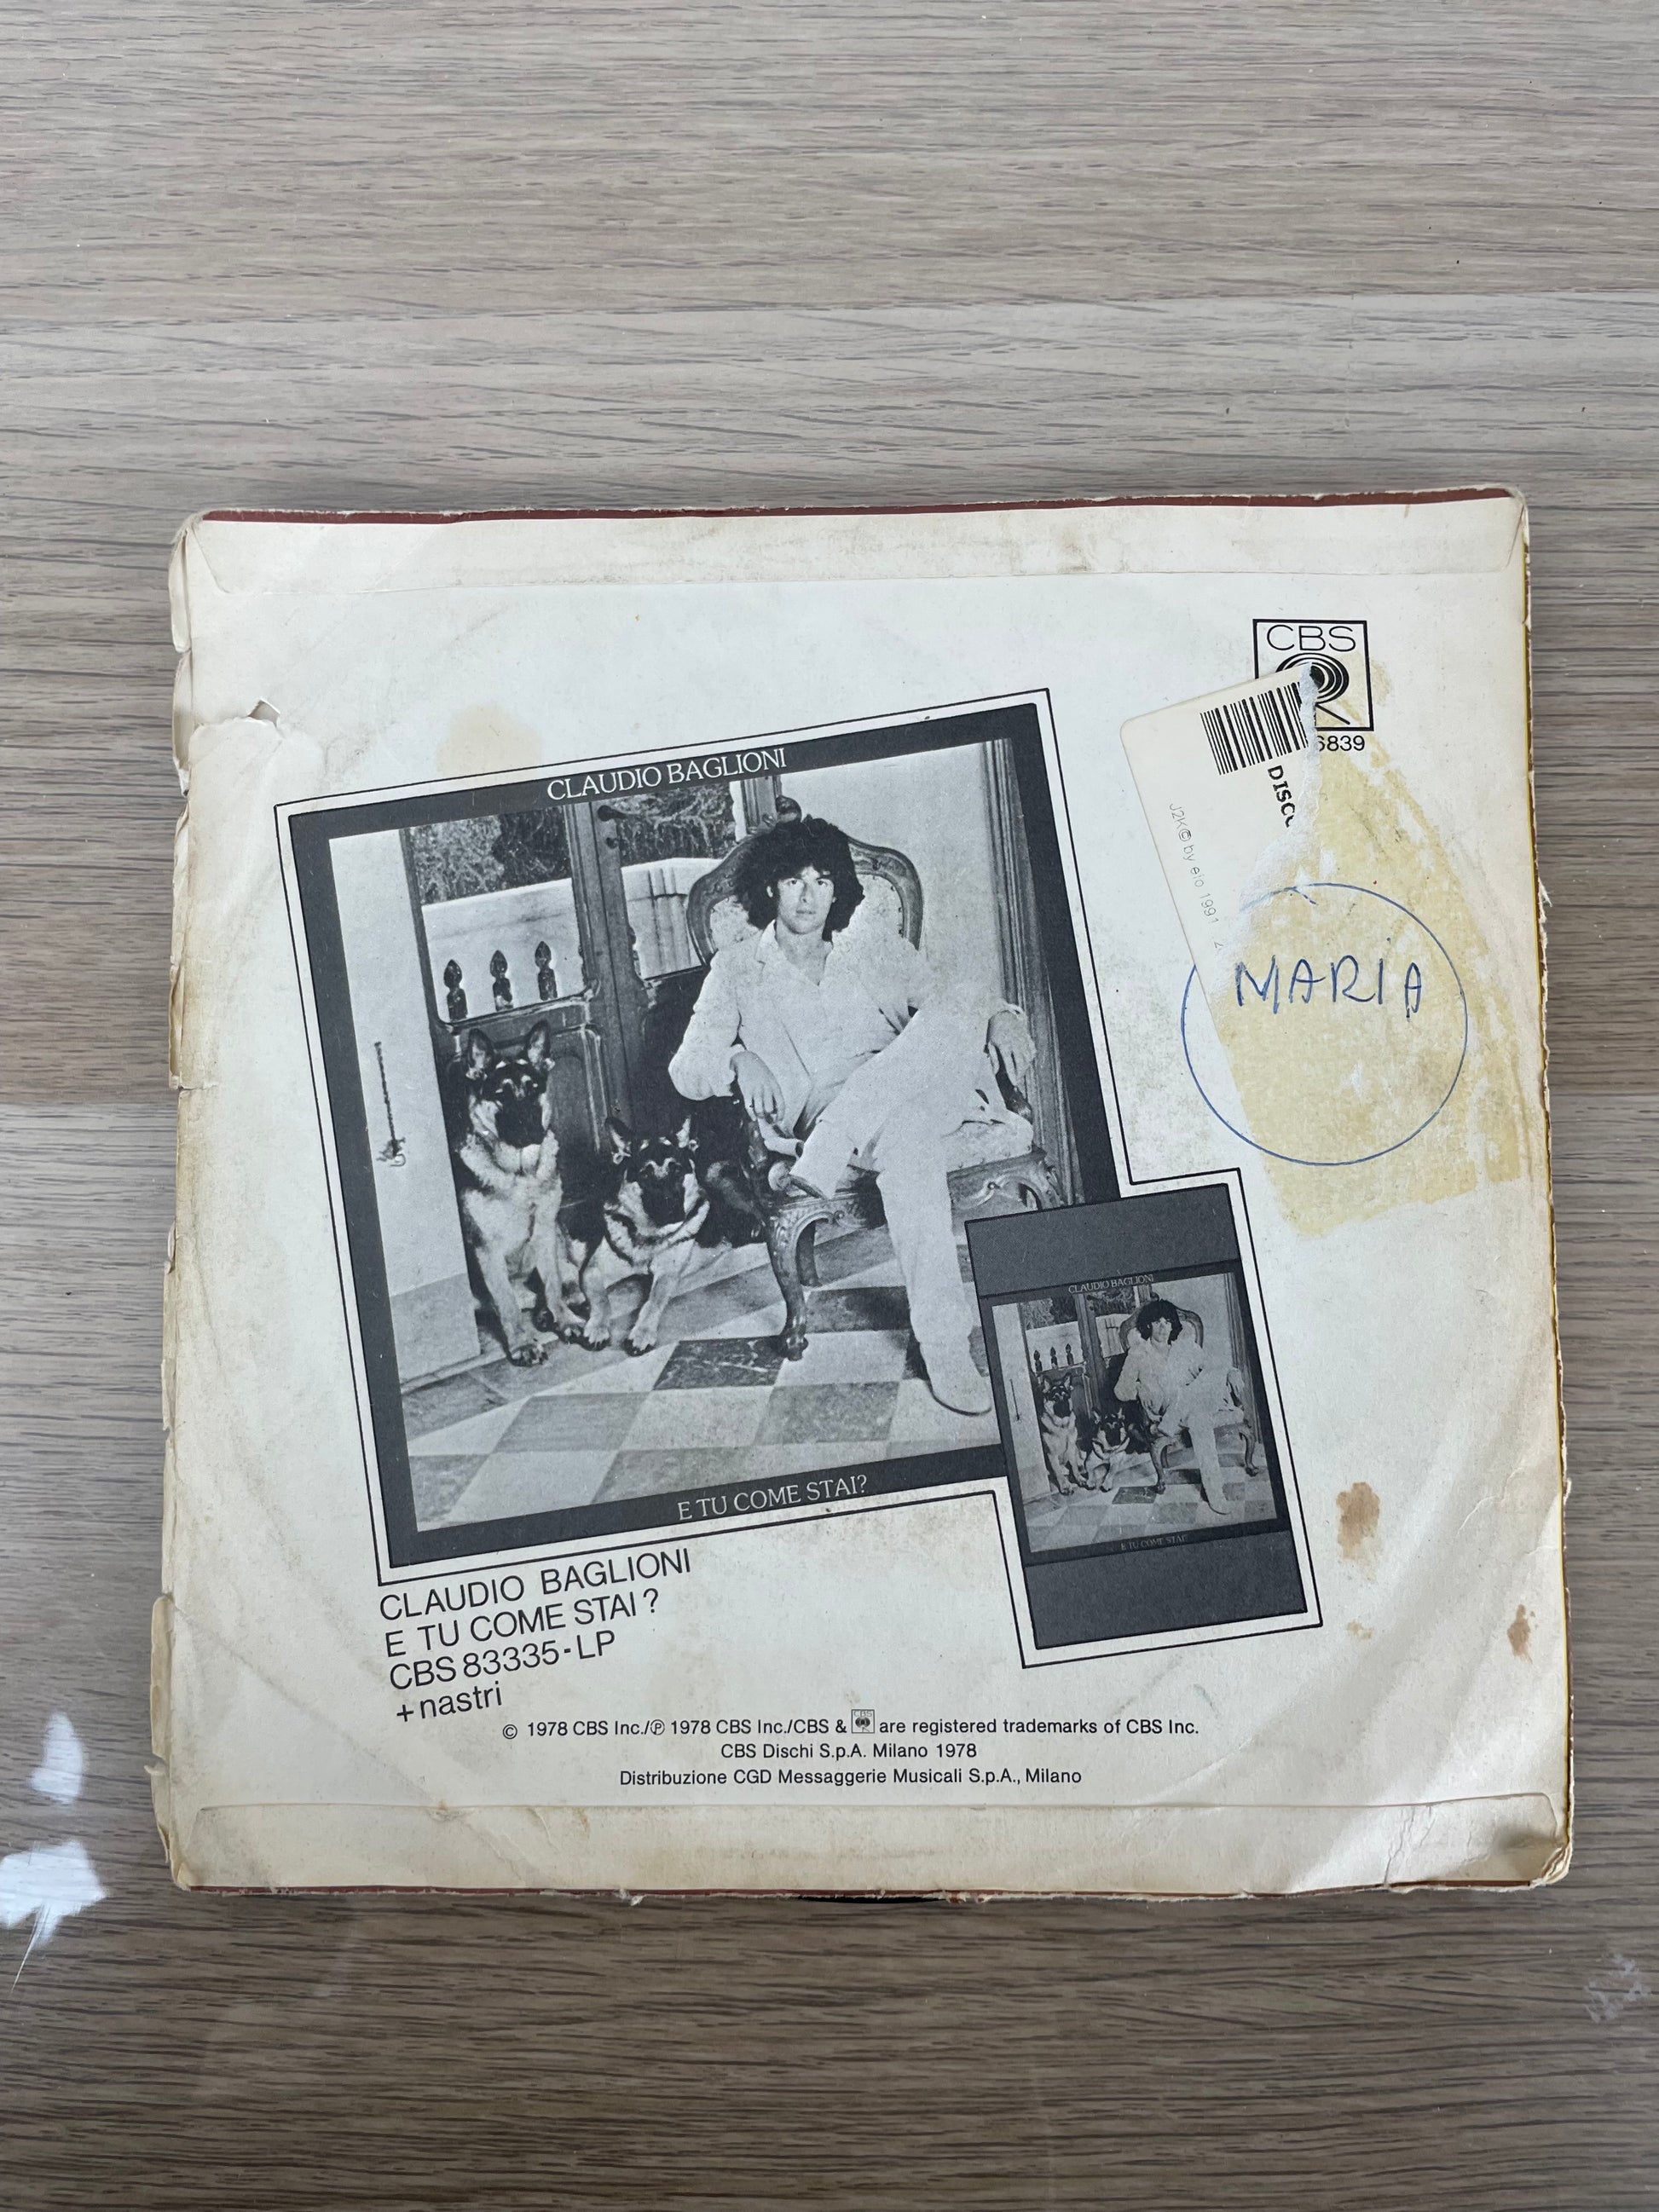 CBS
6839
DISC
J2K© by eio 1991
MARIA
CLAUDIO BAGLIONI
E TU COME STAI?
CLAUDIO BAGLIONI
E TU COME STAI?
CLAUDIO BAGLIONI
E TU COME STAI?
CBS 83335-LP
+nastri
© 1978 CBS Inc./℗ 1978 CBS Inc./CBS & CBS are registered trademarks of CBS Inc.
CBS Dischi S.p.A. Milano 1978
Distribuzione CGD Messaggerie Musicali S.p.A., Milano